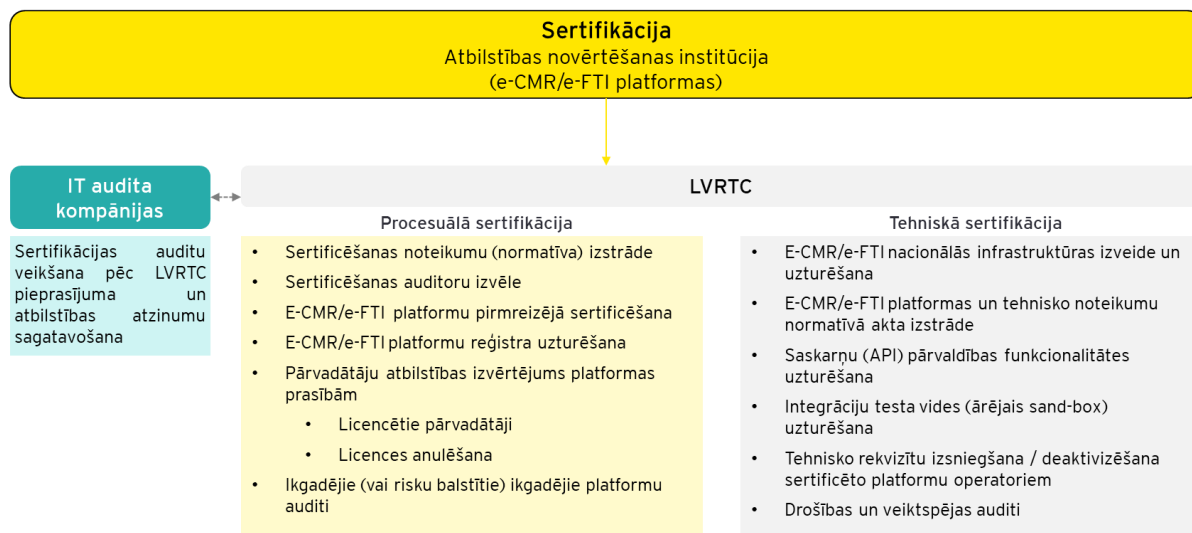 Sertifikācija
Atbilstības novērtēšanas institūcija
(e-CMR/e-FTI platformas)
IT audita
kompānijas
LVRTC
Sertifikācijas auditu
veikšana pēc LVRTC
pieprasījuma un
atbilstības atzinumu
sagatavošana
Procesuālā sertifikācija
• Sertificēšanas noteikumu (normatīva) izstrāde
• Sertificēšanas auditoru izvēle
• E-CMR/e-FTI platformu pirmreizējā sertificēšana
• E-CMR/e-FTI platformu reģistra uzturēšana
• Pārvadātāju atbilstības izvērtējums platformas
prasībām
• Licencētie pārvadātāji
• Licences anulēšana
• Ikgadējie (vai risku balstītie) ikgadējie platformu
auditi
Tehniskā sertifikācija
• E-CMR/e-FTI nacionālās infrastruktūras izveide un
uzturēšana
• E-CMR/e-FTI platformas un tehnisko noteikumu
normatīvā akta izstrāde
• Saskarņu (API) pārvaldības funkcionalitātes
uzturēšana
• Integrāciju testa vides (ārējais sand-box)
uzturēšana
• Tehnisko rekvizītu izsniegšana / deaktivizēšana
sertificēto platformu operatoriem
• Drošības un veiktspējas auditi